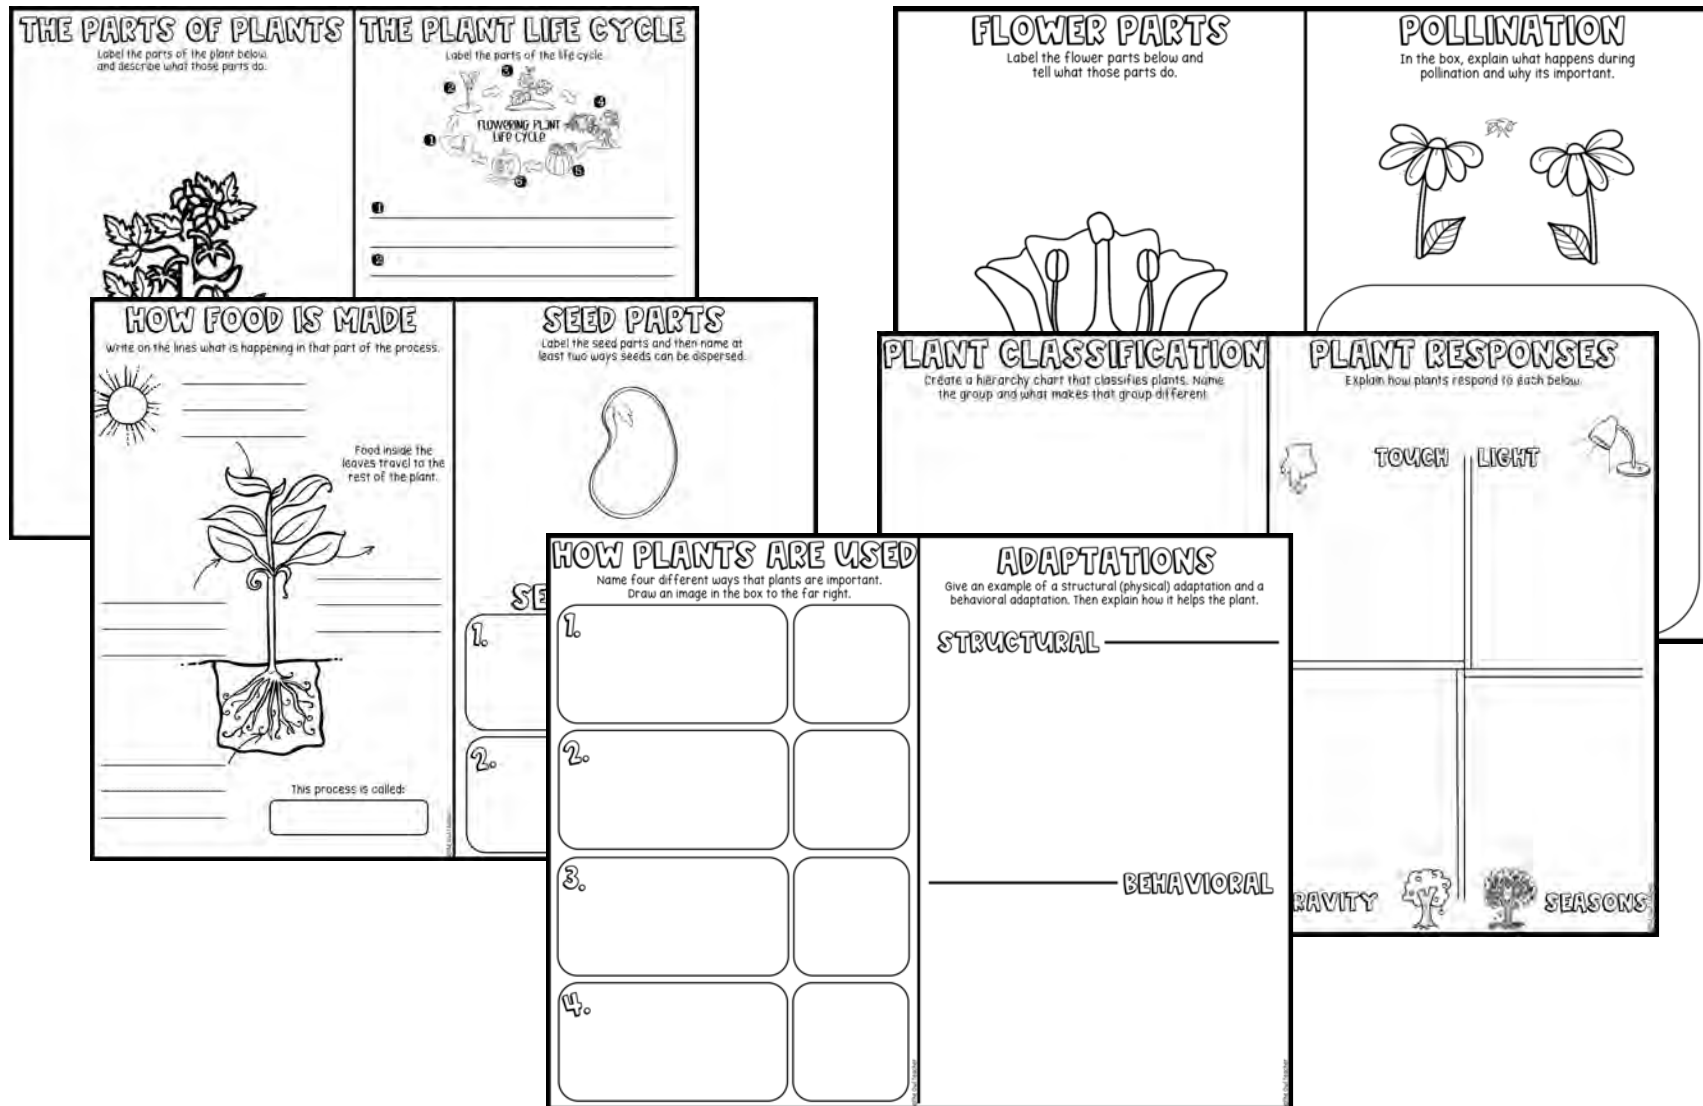 THE PARTS OF PLANTS
Label the parts of the plant below
and describe what those parts do.
THE PLANT LIFE CYCLE
Label the parts of the life cycle.
3
2
4
FLOWERING PLANT
LIFE CYCLE
1
5
6
1
2
FLOWER PARTS
Label the flower parts below and
tell what those parts do.
POLLINATION
In the box, explain what happens during
pollination and why its important.
HOW FOOD IS MADE
Write on the lines what is happening in that part of the process.
Food inside the
leaves travel to the
rest of the plant.
This process is called:
SEED PARTS
Label the seed parts and then name at
least two ways seeds can be dispersed.
SE
1.
2.
PLANT CLASSIFICATION
Create a hierarchy chart that classifies plants. Name
the group and what makes that group different.
PLANT RESPONSES
Explain how plants respond to each below.
TOUCH
LIGHT
RAVITY
SEASONS
HOW PLANTS ARE USED
Name four different ways that plants are important.
Draw an image in the box to the far right.
1.
2.
3.
4.
ADAPTATIONS
Give an example of a structural (physical) adaptation and a
behavioral adaptation. Then explain how it helps the plant.
STRUCTURAL
BEHAVIORAL